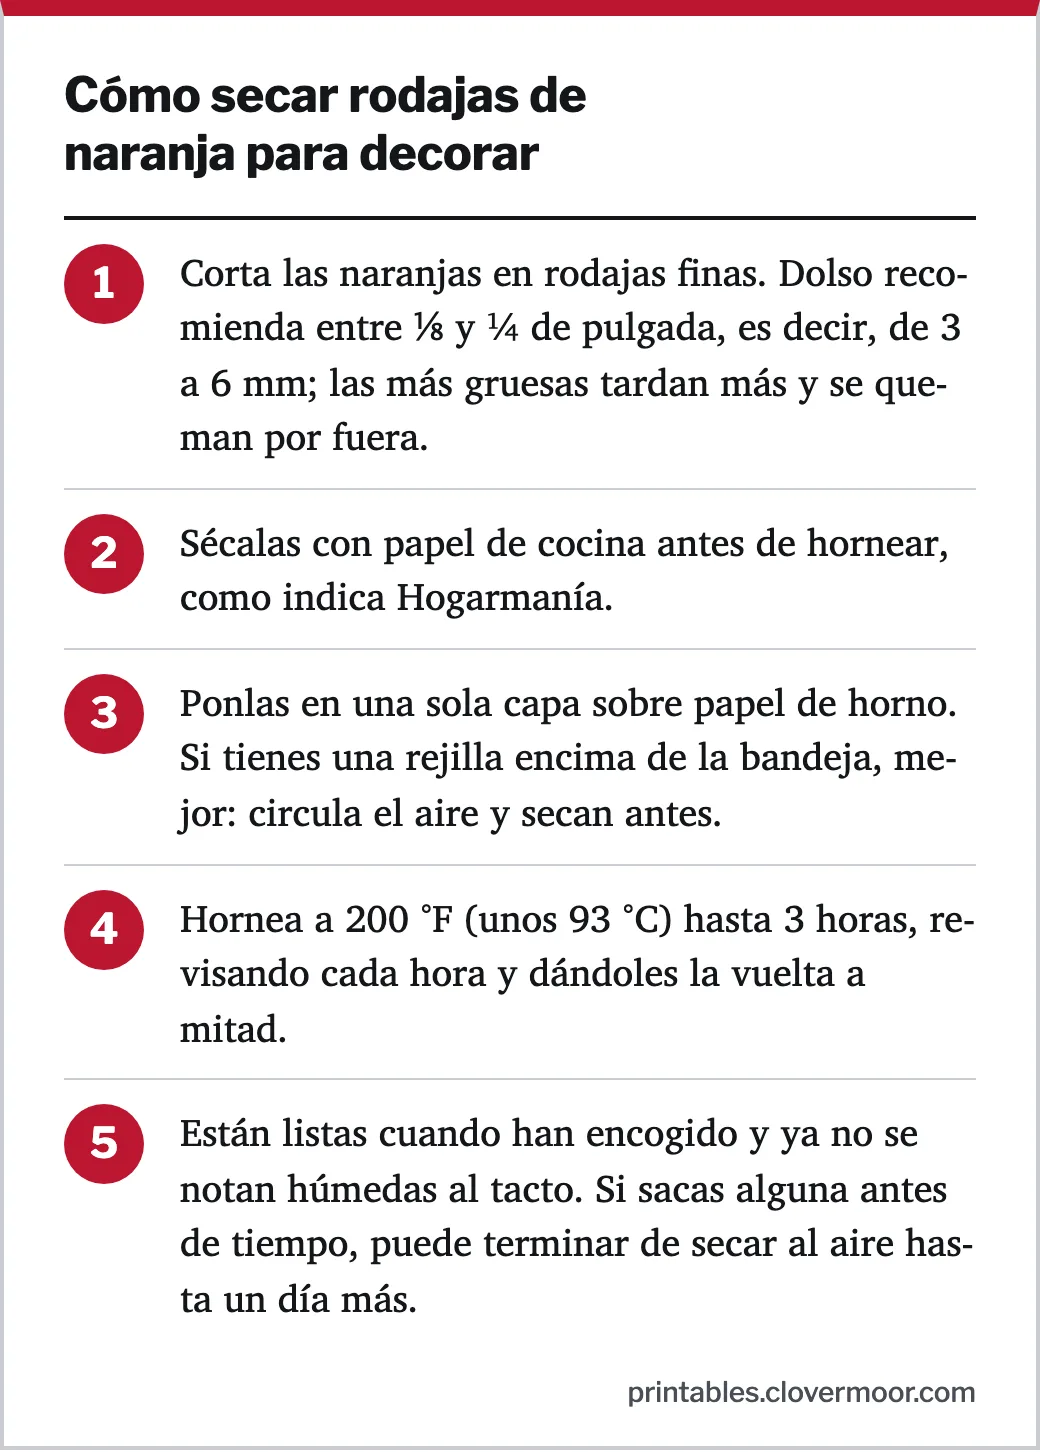 Cómo secar rodajas de
naranja para decorar
1
Corta las naranjas en rodajas finas. Dolso reco-
mienda entre ⅛ y ¼ de pulgada, es decir, de 3
a 6 mm; las más gruesas tardan más y se que-
man por fuera.
2
Sécalas con papel de cocina antes de hornear,
como indica Hogarmanía.
3
Ponlas en una sola capa sobre papel de horno.
Si tienes una rejilla encima de la bandeja, me-
jor: circula el aire y secan antes.
4
Hornea a 200 °F (unos 93 °C) hasta 3 horas, re-
visando cada hora y dándoles la vuelta a
mitad.
5
Están listas cuando han encogido y ya no se
notan húmedas al tacto. Si sacas alguna antes
de tiempo, puede terminar de secar al aire has-
ta un día más.
printables.clovermoor.com